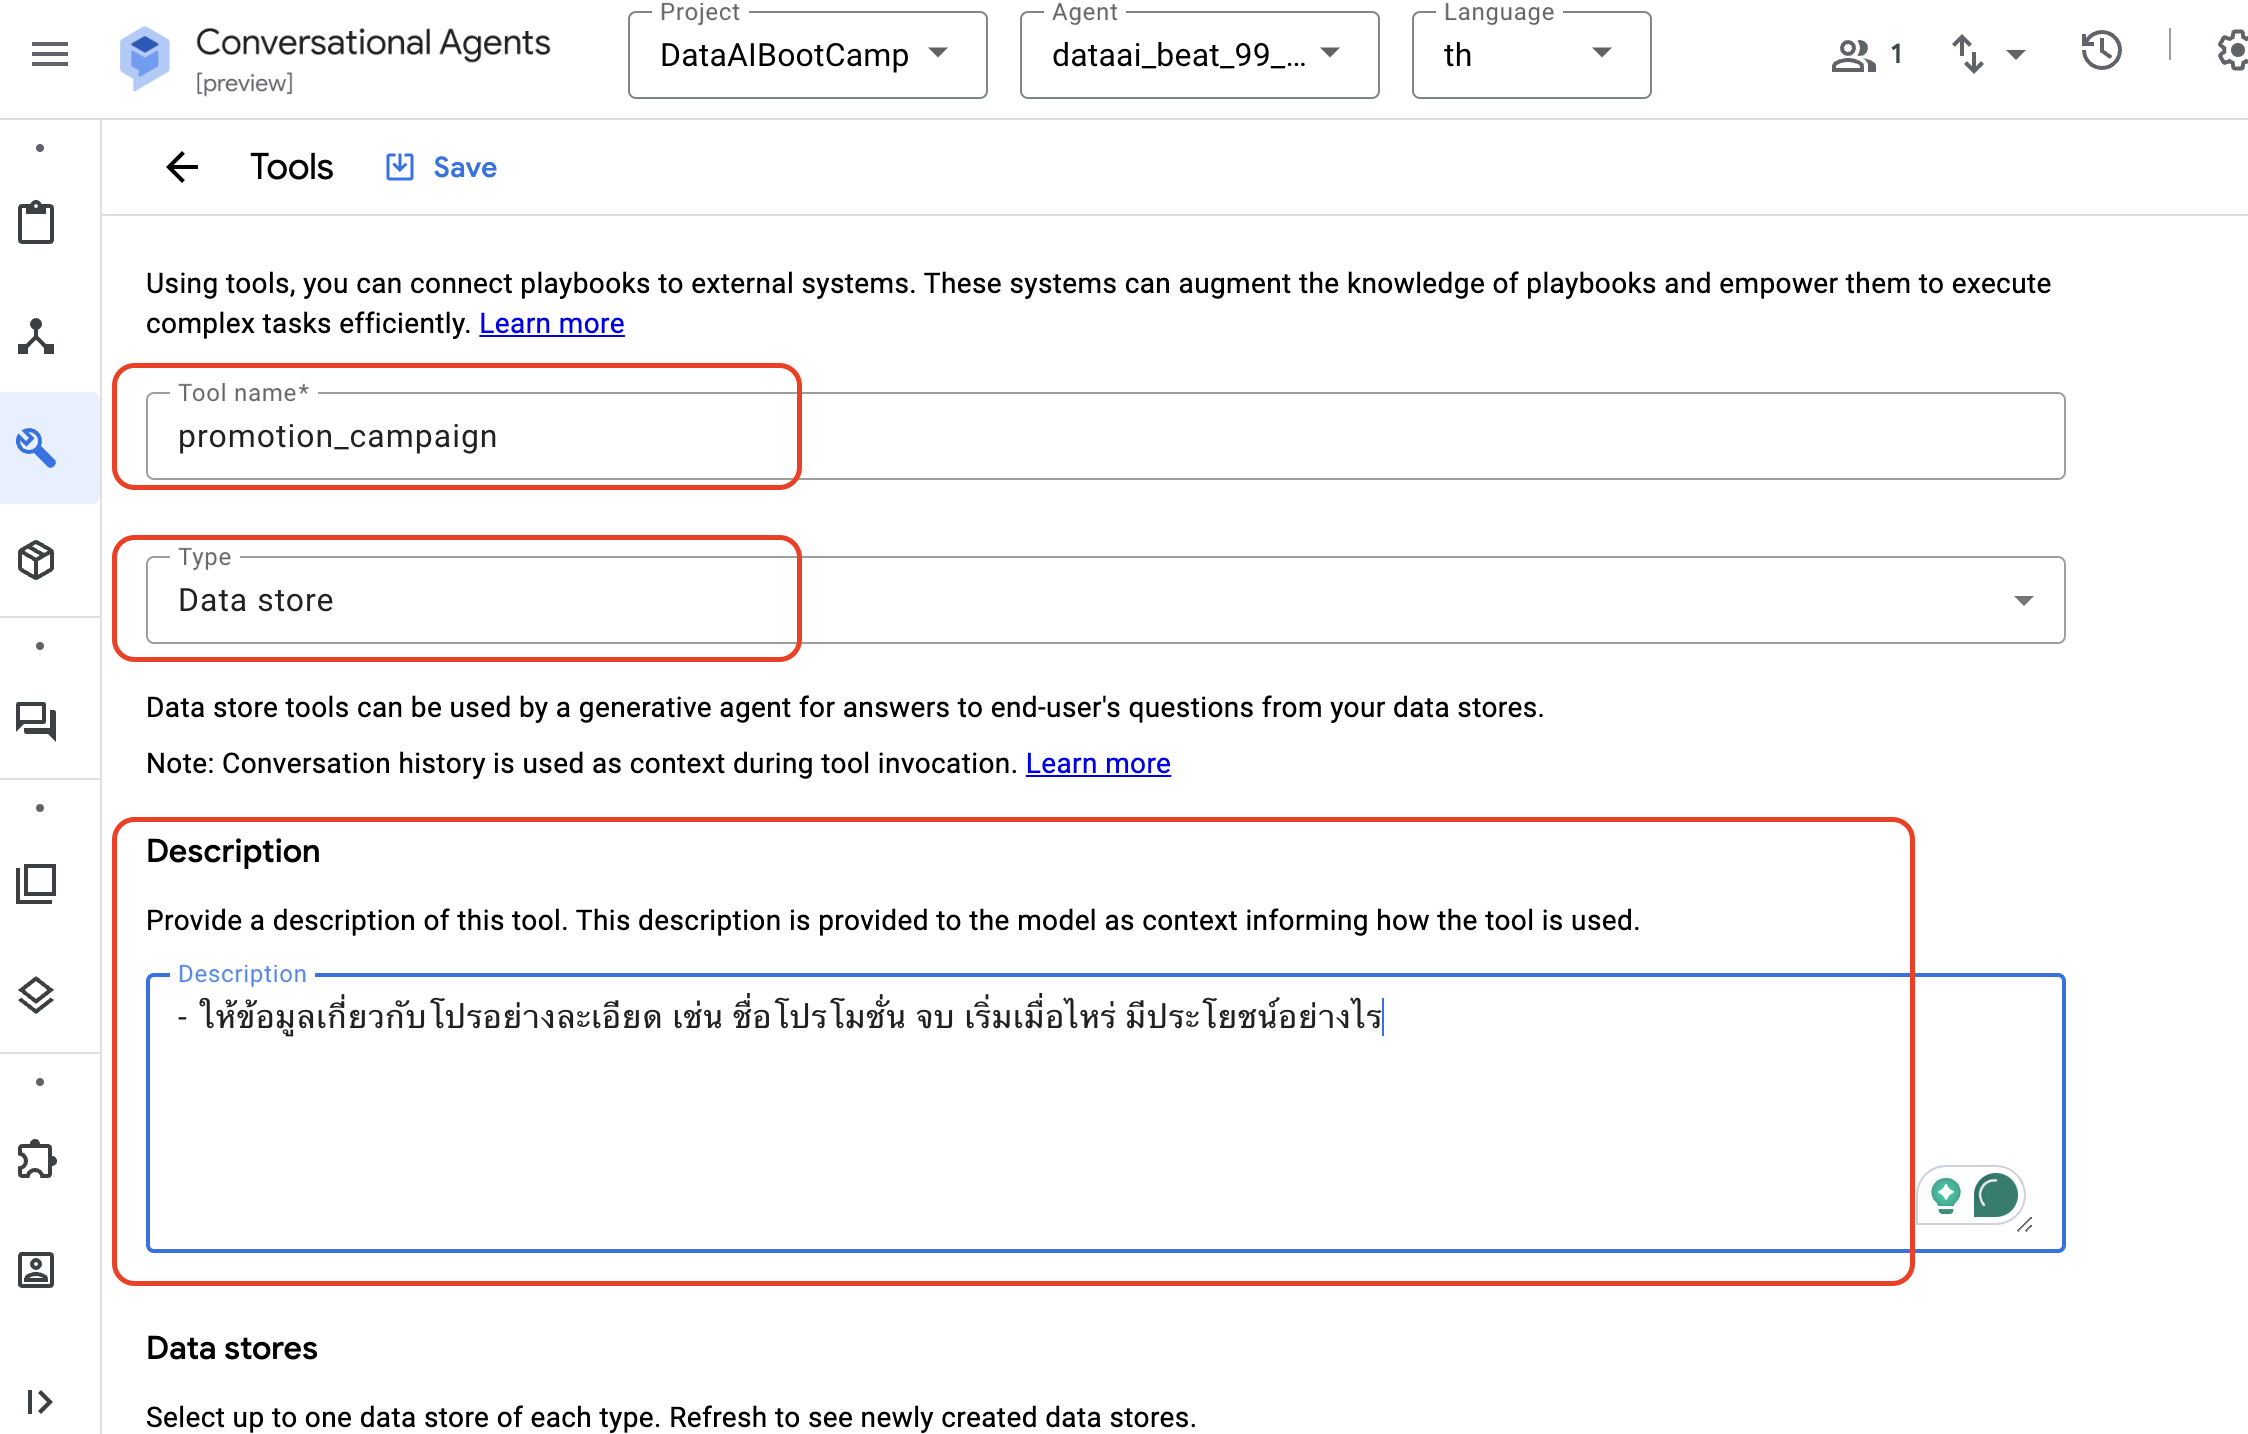 Project
Agent
Language
Conversational Agents
[preview]
DataAIBootCamp
dataai_beat_99_...
th
1
Tools
Save
Using tools, you can connect playbooks to external systems. These systems can augment the knowledge of playbooks and empower them to execute
complex tasks efficiently. Learn more
Tool name*
promotion_campaign
Type
Data store
Data store tools can be used by a generative agent for answers to end-user's questions from your data stores.
Note: Conversation history is used as context during tool invocation. Learn more
Description
Provide a description of this tool. This description is provided to the model as context informing how the tool is used.
Description
- ให้ข้อมูลเกี่ยวกับโปรอย่างละเอียด เช่น ชื่อโปรโมชั่น จบ เริ่มเมื่อไหร่ มีประโยชน์อย่างไร
Data stores
Select up to one data store of each type. Refresh to see newly created data stores.